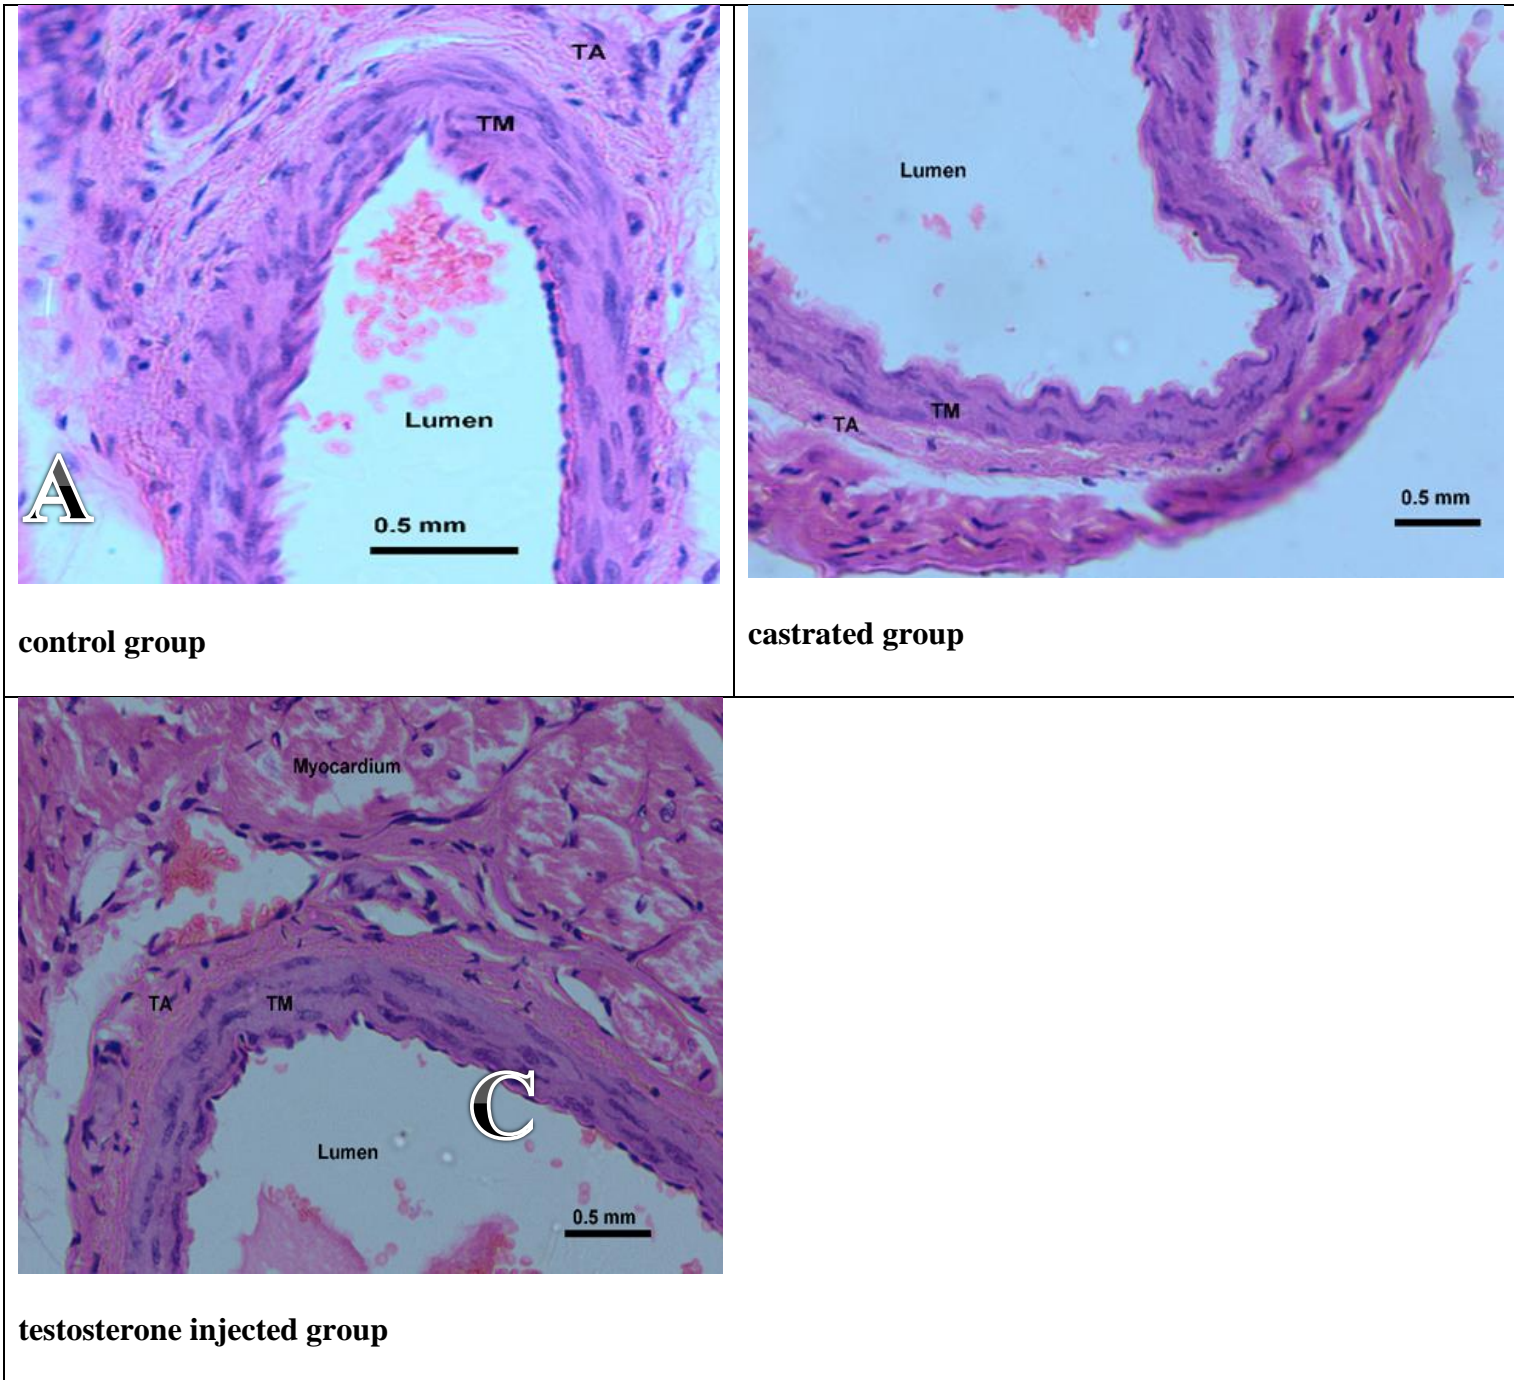 TA
TM
Lumen
A
0.5 mm
control group
Lumen
TM
TA
0.5 mm
castrated group
Myocardium
TA
TM
C
Lumen
0.5 mm
testosterone injected group